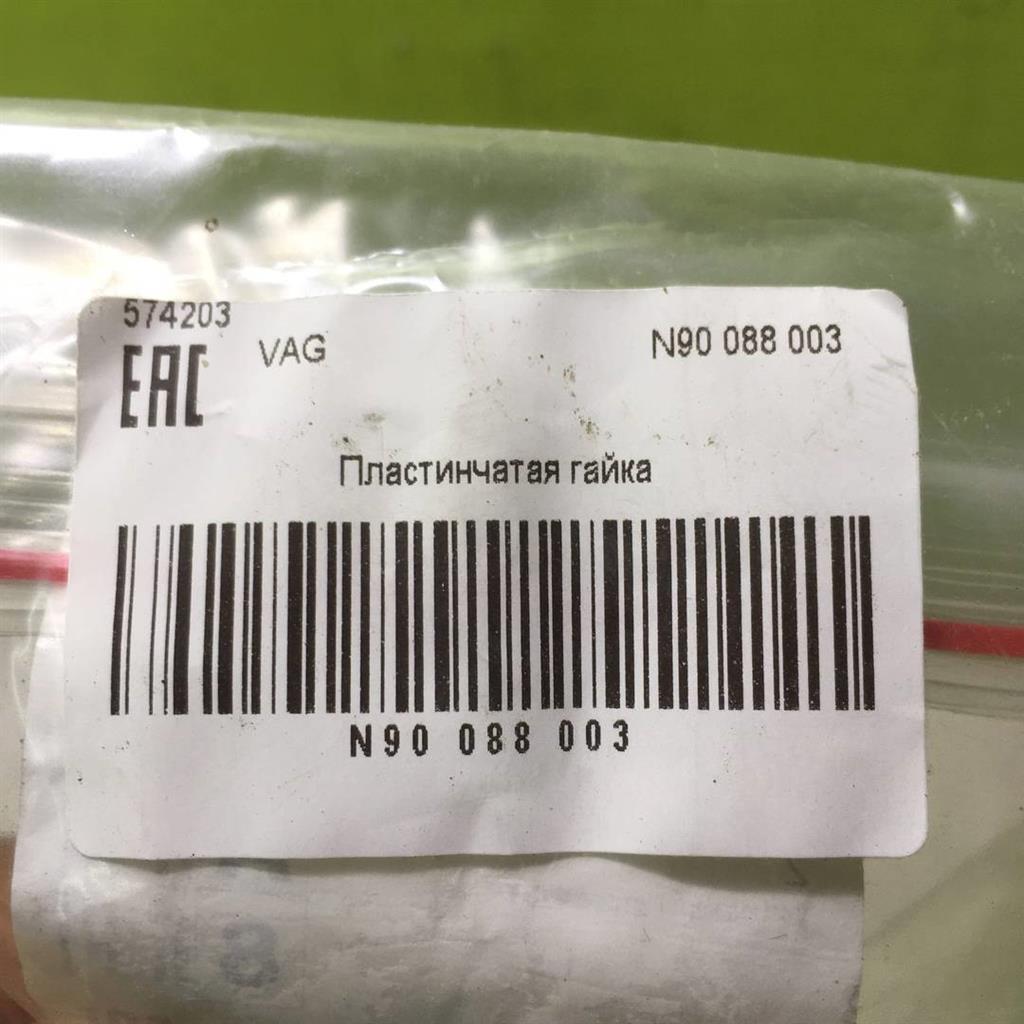 574203
EAC VAG N90 088 003
Пластинчатая гайка
N90 088 003